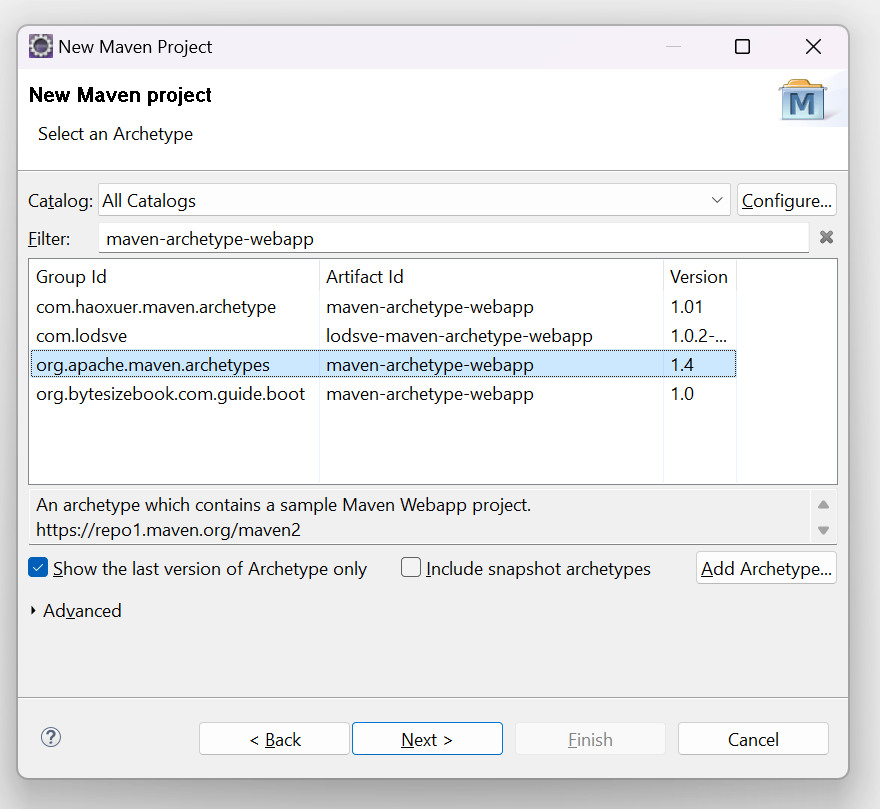 New Maven Project
New Maven project
Select an Archetype
M
Catalog: All Catalogs Configure...
Filter: maven-archetype-webapp
Group Id Artifact Id Version
com.haoxuer.maven.archetype maven-archetype-webapp 1.01
com.lodsve lodsve-maven-archetype-webapp 1.0.2-...
org.apache.maven.archetypes maven-archetype-webapp 1.4
org.bytesizebook.com.guide.boot maven-archetype-webapp 1.0
An archetype which contains a sample Maven Webapp project.
https://repo1.maven.org/maven2
Show the last version of Archetype only Include snapshot archetypes Add Archetype...
Advanced
? < Back Next > Finish Cancel